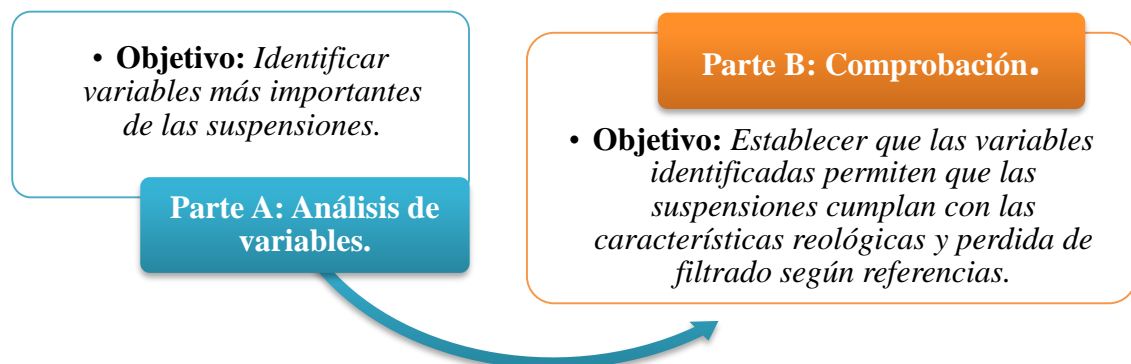 • Objetivo: Identificar
variables más importantes
de las suspensiones.
Parte A: Análisis de
variables.
Parte B: Comprobación.
• Objetivo: Establecer que las variables
identificadas permiten que las
suspensiones cumplan con las
características reológicas y perdida de
filtrado según referencias.